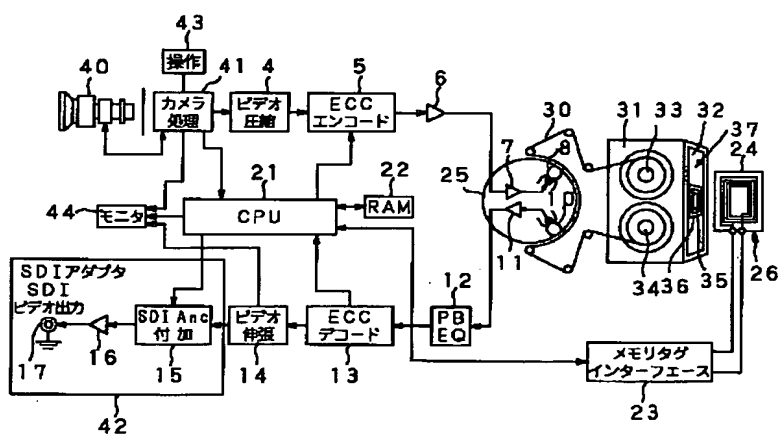 43
操作
40
41
カメラ
処理
4
ビデオ
圧縮
5
ECC
エンコード
6
30
31
33
32
37
24
7
8
25
10
11
21
CPU
22
RAM
44
モニタ
34
36
35
26
SDIアダプタ
SDI
ビデオ出力
17
16
SDI Anc
付加
15
ビデオ
伸張
14
ECC
デコード
13
12
PB
EQ
メモリタグ
インターフェース
23
42